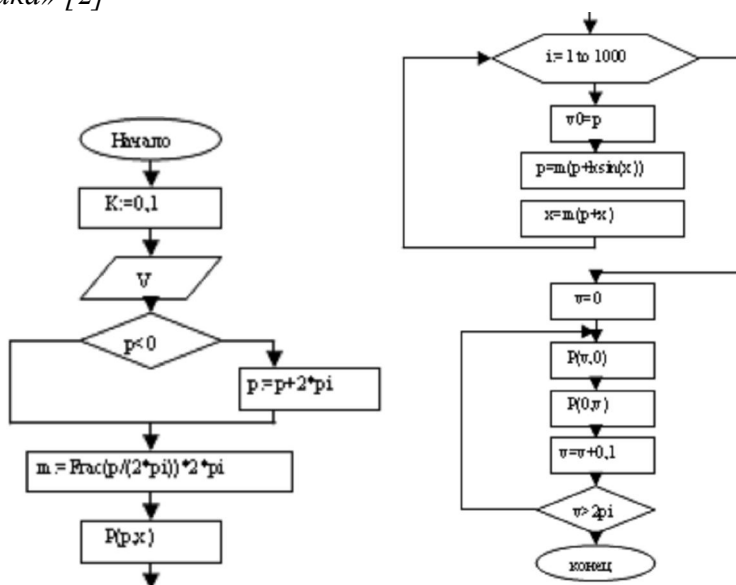 [2]
Начало
K:=0,1
v
p<0
p:=p+2*pi
m:= Frac(p/(2*pi))*2*pi
P(p,x)
i:= 1 to 1000
v0=p
p=m(p+ksin(x))
x=m(p+x)
v=0
P(v,0)
P(0,v)
v=v+0,1
v>2pi
конец